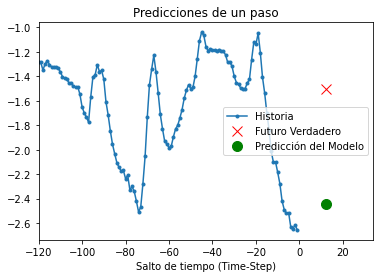 Predicciones de un paso
−1.0
−1.2
−1.4
−1.6
−1.8
−2.0
−2.2
−2.4
−2.6
Historia
Futuro Verdadero
Predicción del Modelo
−120 −100 −80 −60 −40 −20 0 20
Salto de tiempo (Time-Step)